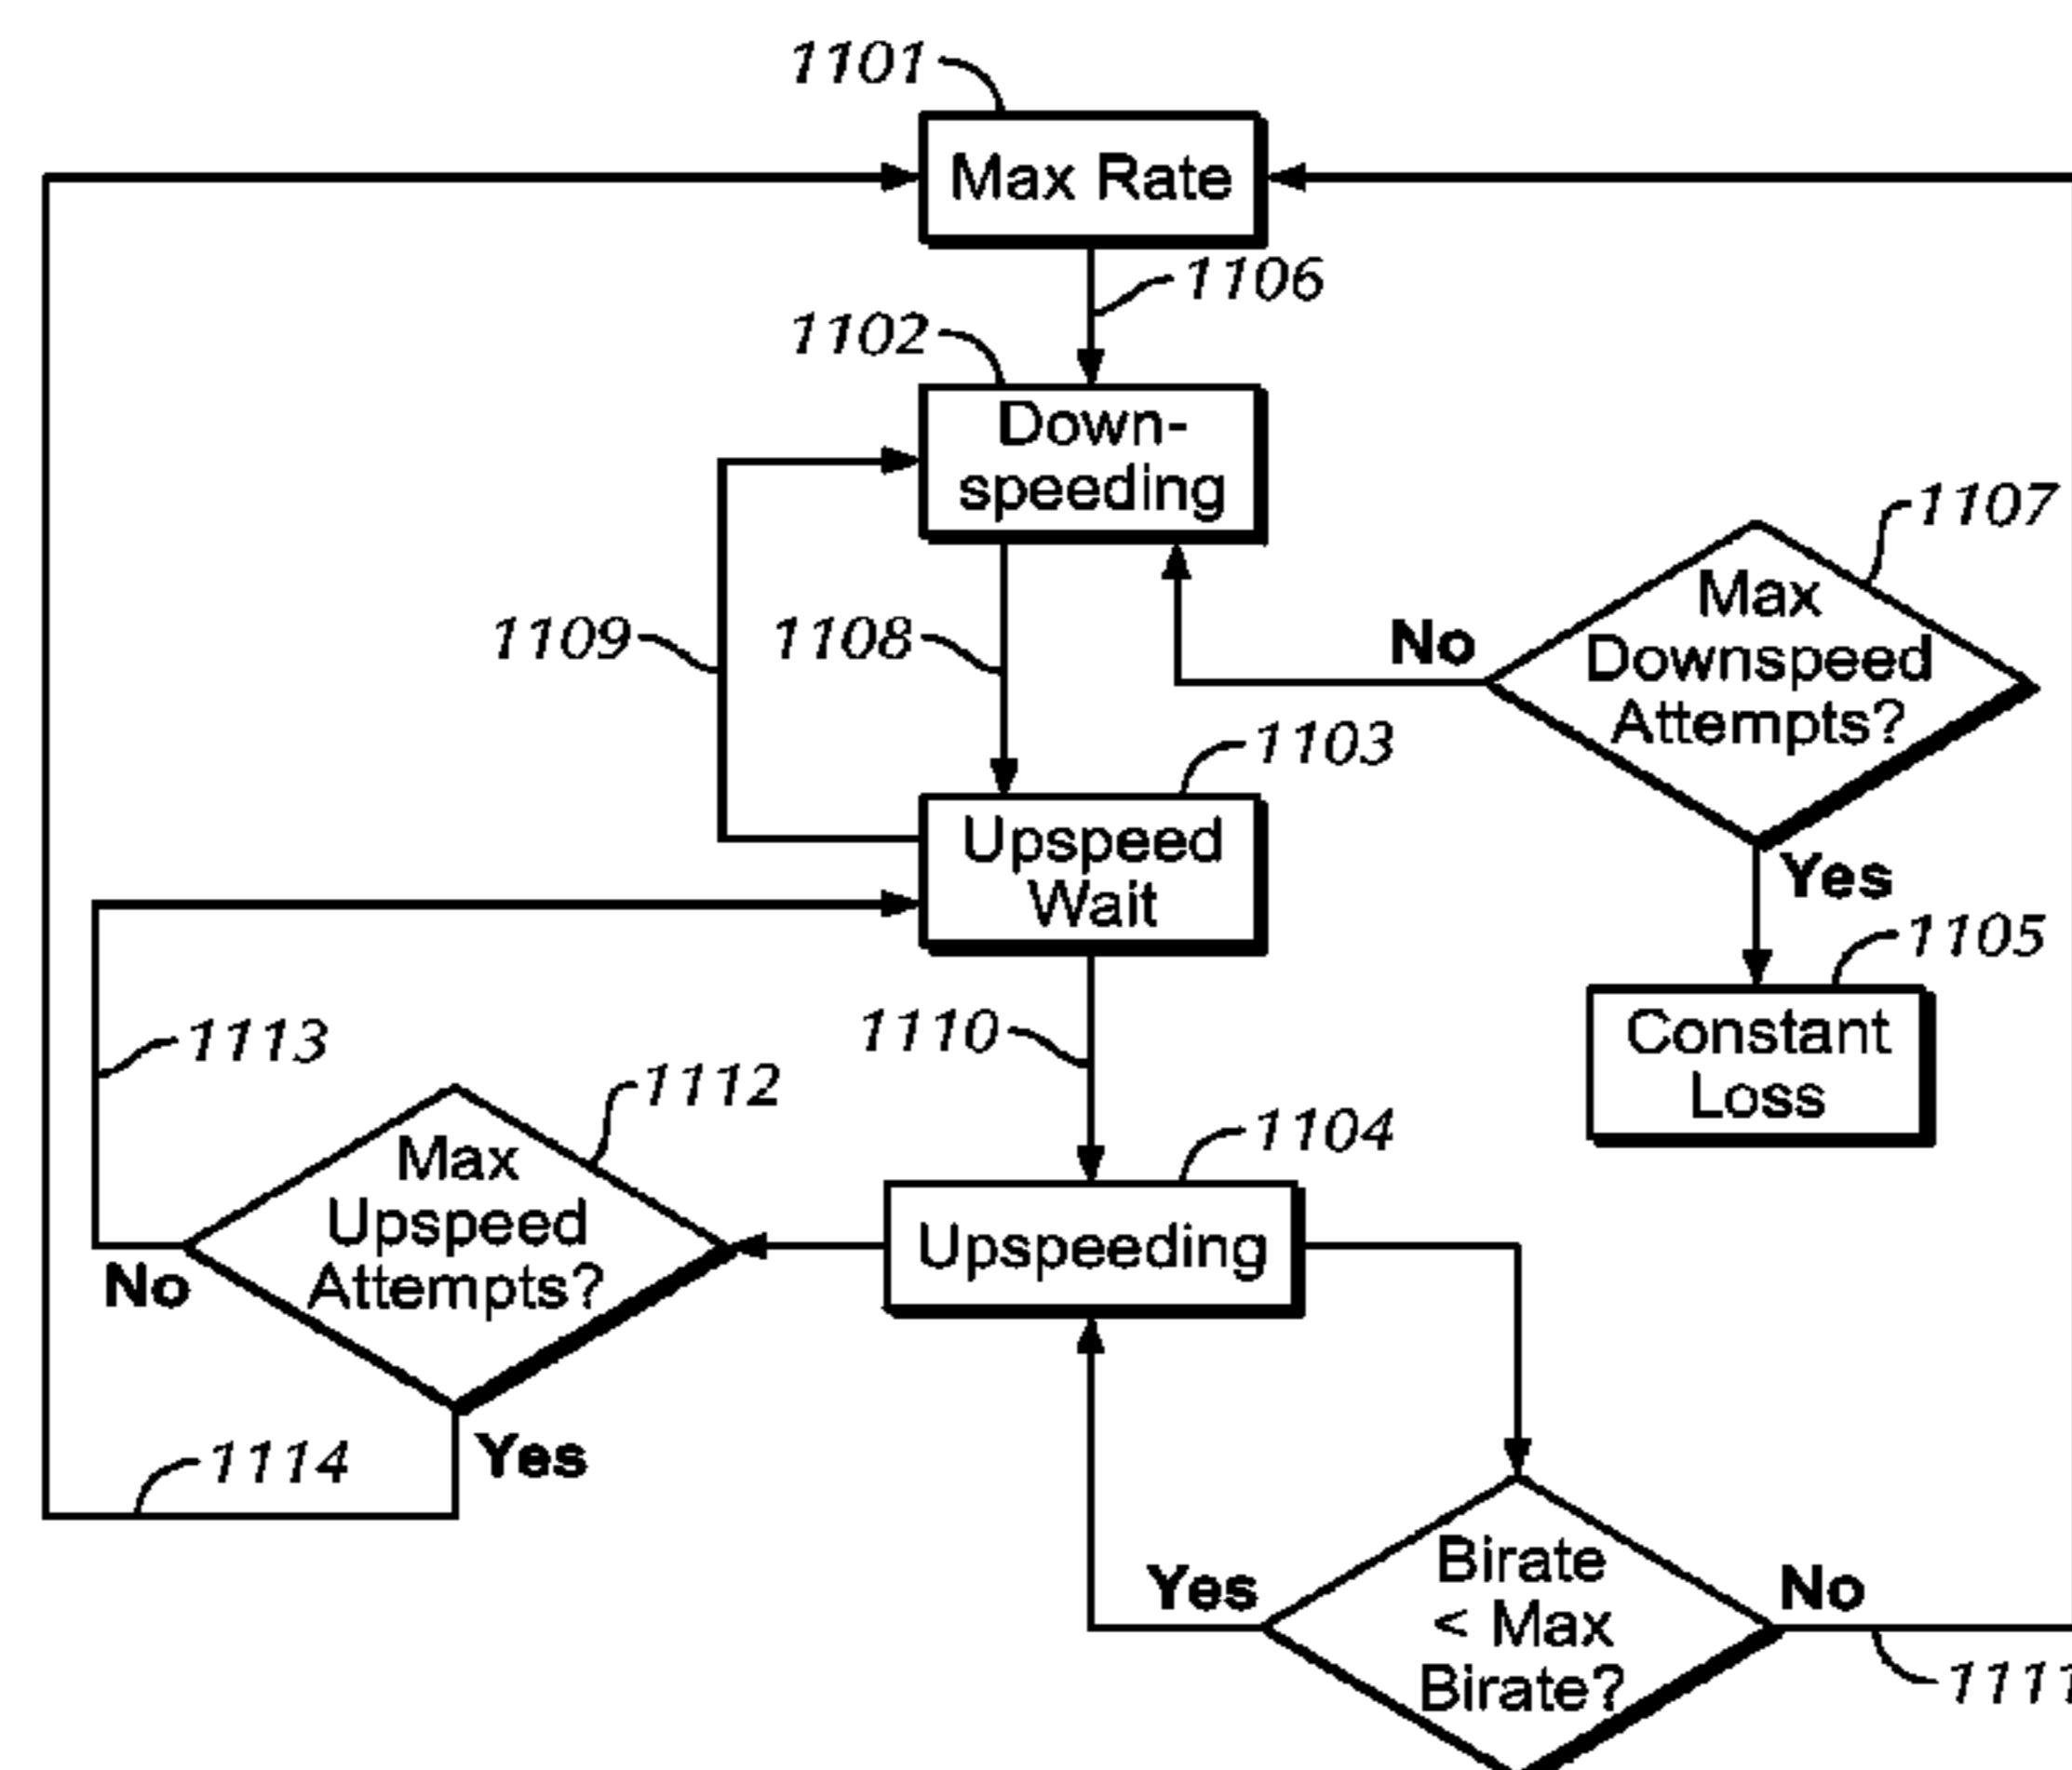 1101
Max Rate
1106
1102
Down-
speeding
1107
Max
Downspeed
Attempts?
No
1109
1108
1103
Upspeed
Wait
Yes
1105
Constant
Loss
1113
1110
1112
Max
Upspeed
Attempts?
1104
Upspeeding
No
Yes
1114
Birate
< Max
Birate?
Yes
No
1111